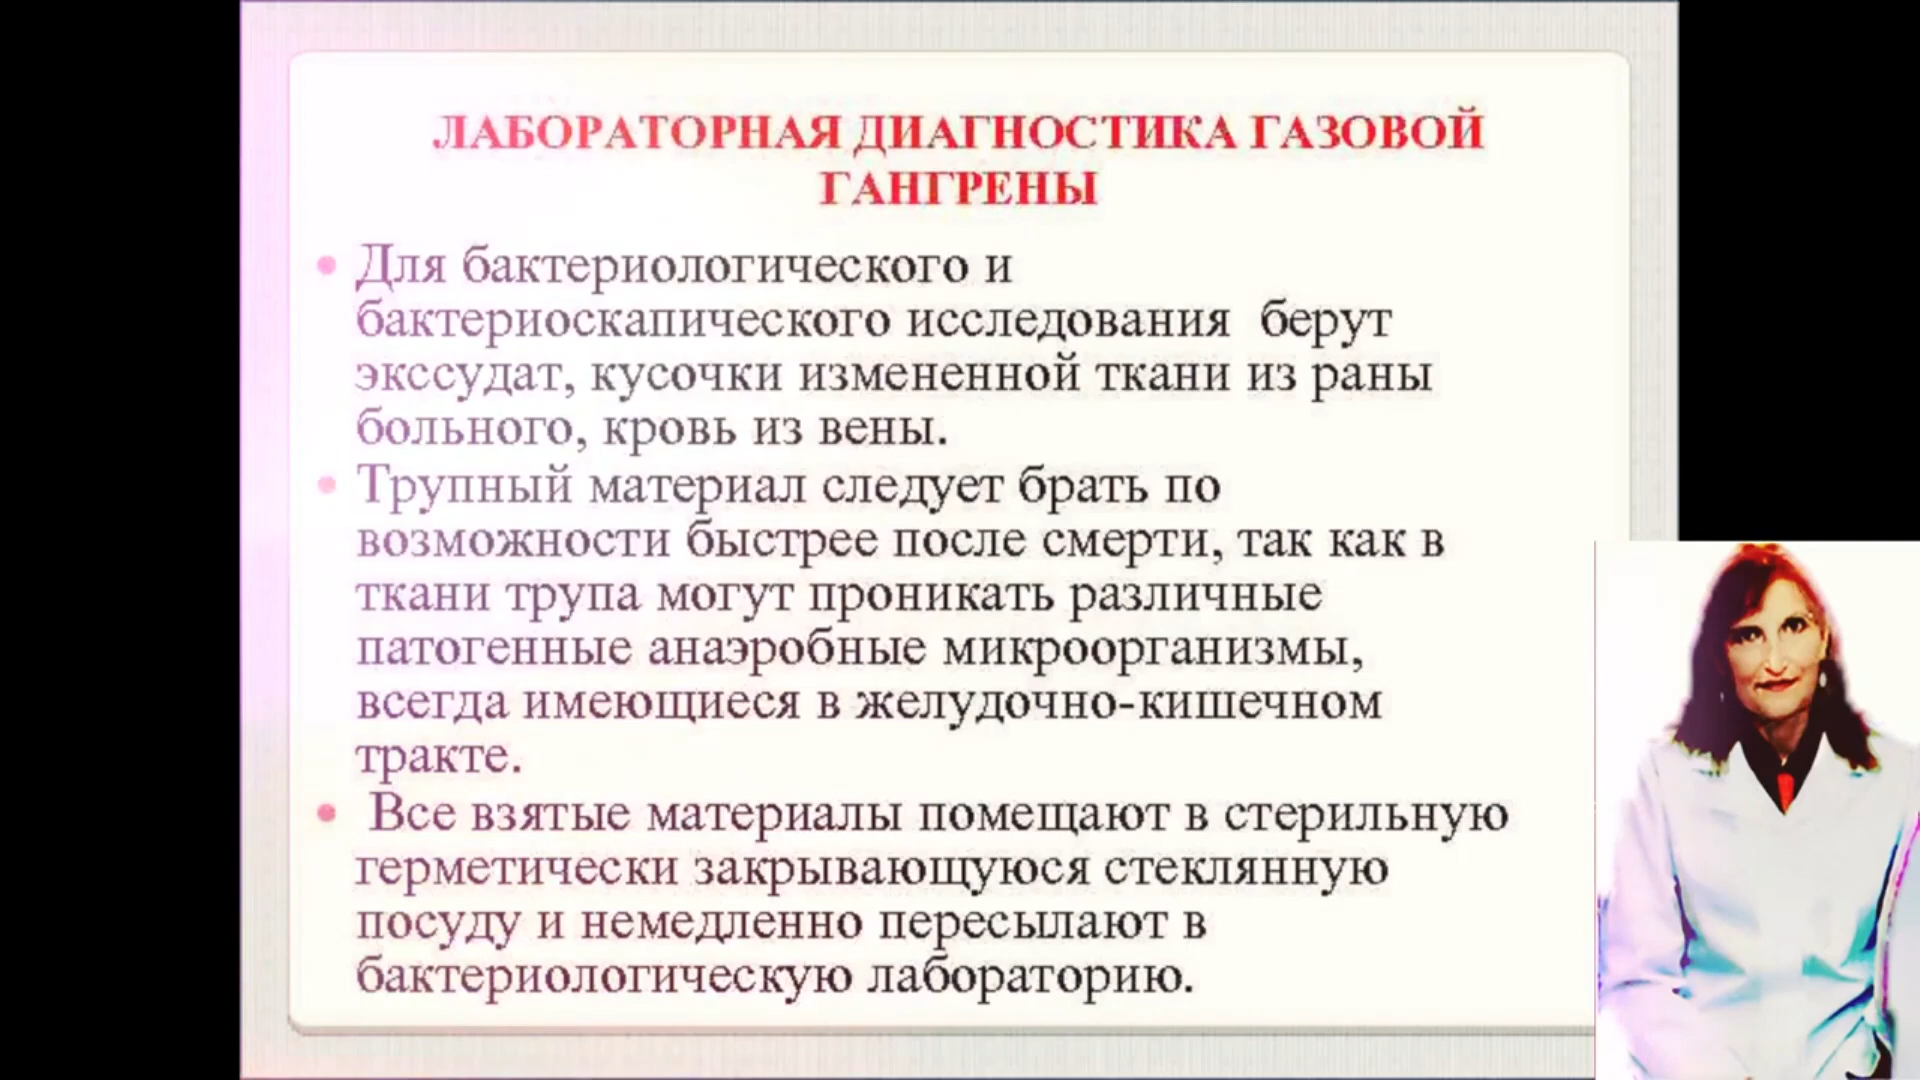 ЛАБОРАТОРНАЯ ДИАГНОСТИКА ГАЗОВОЙ
ГАНГРЕНЫ
• Для бактериологического и
бактериоскапического исследования берут
экссудат, кусочки измененной ткани из раны
больного, кровь из вены.
• Трупный материал следует брать по
возможности быстрее после смерти, так как в
ткани трупа могут проникать различные
патогенные анаэробные микроорганизмы,
всегда имеющиеся в желудочно-кишечном
тракте.
• Все взятые материалы помещают в стерильную
герметически закрывающуюся стеклянную
посуду и немедленно пересылают в
бактериологическую лабораторию.